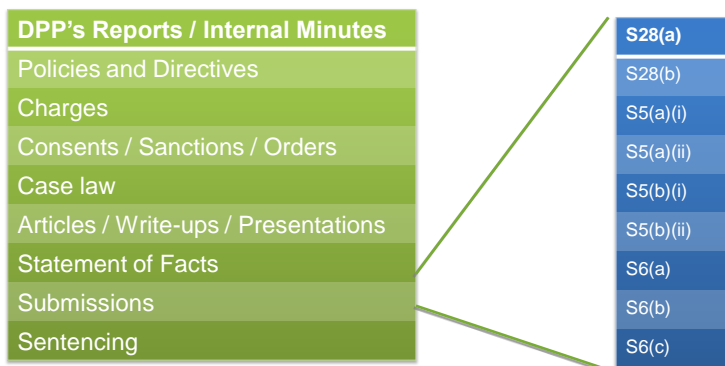 DPP’s Reports / Internal Minutes
Policies and Directives
Charges
Consents / Sanctions / Orders
Case law
Articles / Write-ups / Presentations
Statement of Facts
Submissions
Sentencing
S28(a)
S28(b)
S5(a)(i)
S5(a)(ii)
S5(b)(i)
S5(b)(ii)
S6(a)
S6(b)
S6(c)